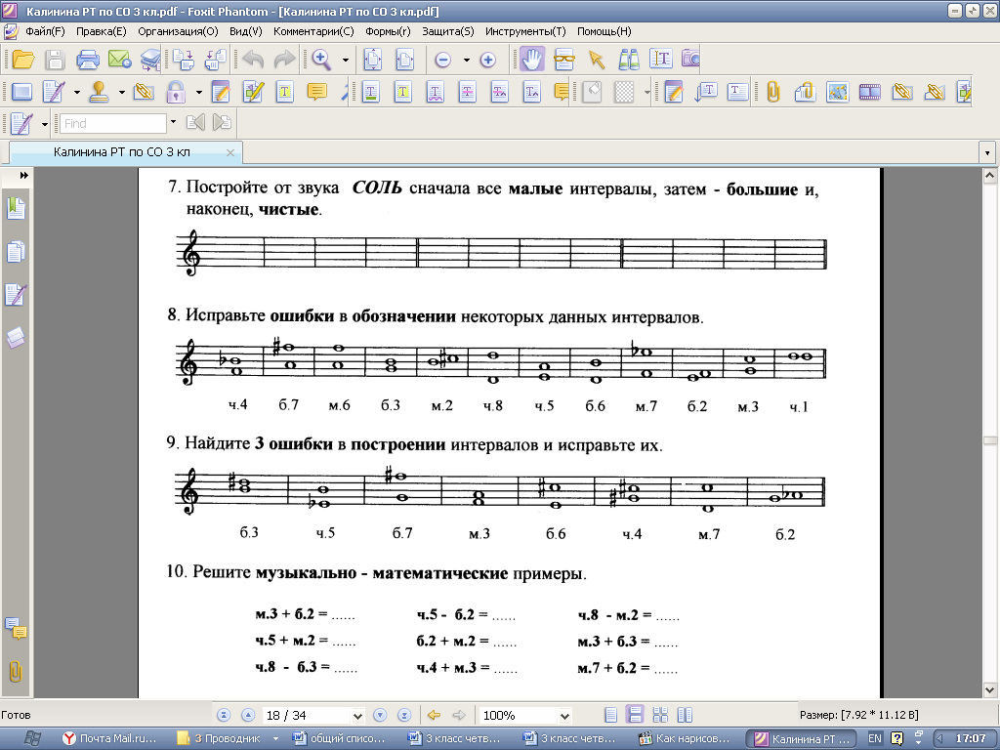 Калинина РТ по СО 3 кл.pdf - Foxit Phantom - [Калинина РТ по СО 3 кл.pdf]
Файл(F) Правка(E) Организация(O) Вид(V) Комментарии(C) Формы(r) Защита(S) Инструменты(T) Помощь(H)
Find
Калинина РТ по СО 3 кл
7. Постройте от звука СОЛЬ сначала все малые интервалы, затем - большие и,
наконец, чистые.
8. Исправьте ошибки в обозначении некоторых данных интервалов.
ч.4 б.7 м.6 б.3 м.2 ч.8 ч.5 б.6 м.7 б.2 м.3 ч.1
9. Найдите 3 ошибки в построении интервалов и исправьте их.
б.3 ч.5 б.7 м.3 б.6 ч.4 м.7 б.2
10. Решите музыкально - математические примеры.
м.3 + б.2 = ...... ч.5 - б.2 = ...... ч.8 - м.2 = ......
ч.5 + м.2 = ...... б.2 + м.2 = ...... м.3 + б.3 = ......
ч.8 - б.3 = ...... ч.4 + м.3 = ...... м.7 + б.2 = ......
Готов 18 / 34 100% Размер: [7.92 * 11.12 В]
Почта Mail.ru... 3 Проводник общий списо... 3 класс четв... 3 класс четв... Как нарисов... Калинина РТ ... EN 17:07